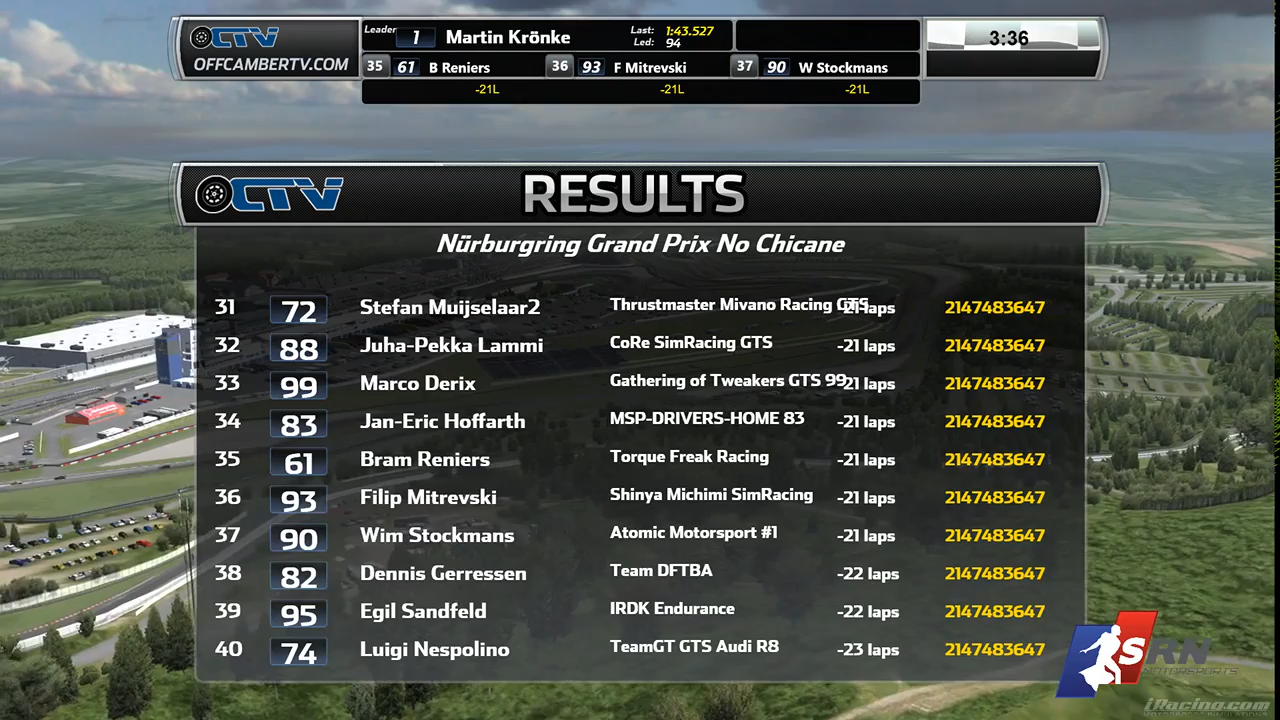 CTV
OFFCAMBERTV.COM
Leader 1 Martin Krönke Last: 1:43.527
Led: 94
3:36
35 61 B Reniers 36 93 F Mitrevski 37 90 W Stockmans
-21L -21L -21L
CTV RESULTS
Nürburgring Grand Prix No Chicane
31 72 Stefan Muijselaar2 Thrustmaster Mivano Racing GTS -21 laps 2147483647
32 88 Juha-Pekka Lammi CoRe SimRacing GTS -21 laps 2147483647
33 99 Marco Derix Gathering of Tweakers GTS 99 -21 laps 2147483647
34 83 Jan-Eric Hoffarth MSP-DRIVERS-HOME 83 -21 laps 2147483647
35 61 Bram Reniers Torque Freak Racing -21 laps 2147483647
36 93 Filip Mitrevski Shinya Michimi SimRacing -21 laps 2147483647
37 90 Wim Stockmans Atomic Motorsport #1 -21 laps 2147483647
38 82 Dennis Gerressen Team DFTBA -22 laps 2147483647
39 95 Egil Sandfeld IRDK Endurance -22 laps 2147483647
40 74 Luigi Nespolino TeamGT GTS Audi R8 -23 laps 2147483647
SRN
MOTORSPORTS
iRacing.com